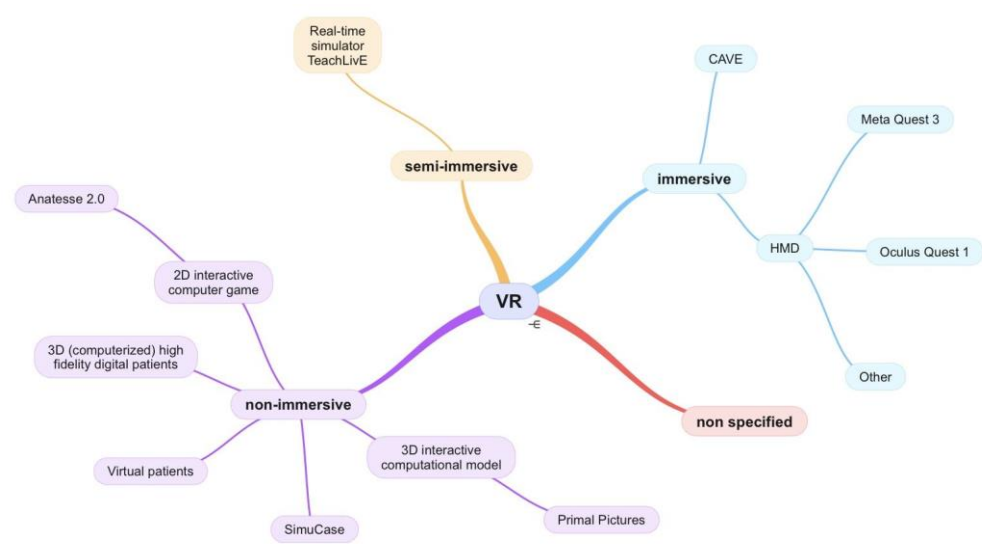 Real-time
simulator
TeachLivE
CAVE
Meta Quest 3
semi-immersive
immersive
Anatesse 2.0
HMD
Oculus Quest 1
2D interactive
computer game
VR
3D (computerized) high
fidelity digital patients
Other
non-immersive
non specified
3D interactive
computational model
Virtual patients
SimuCase
Primal Pictures